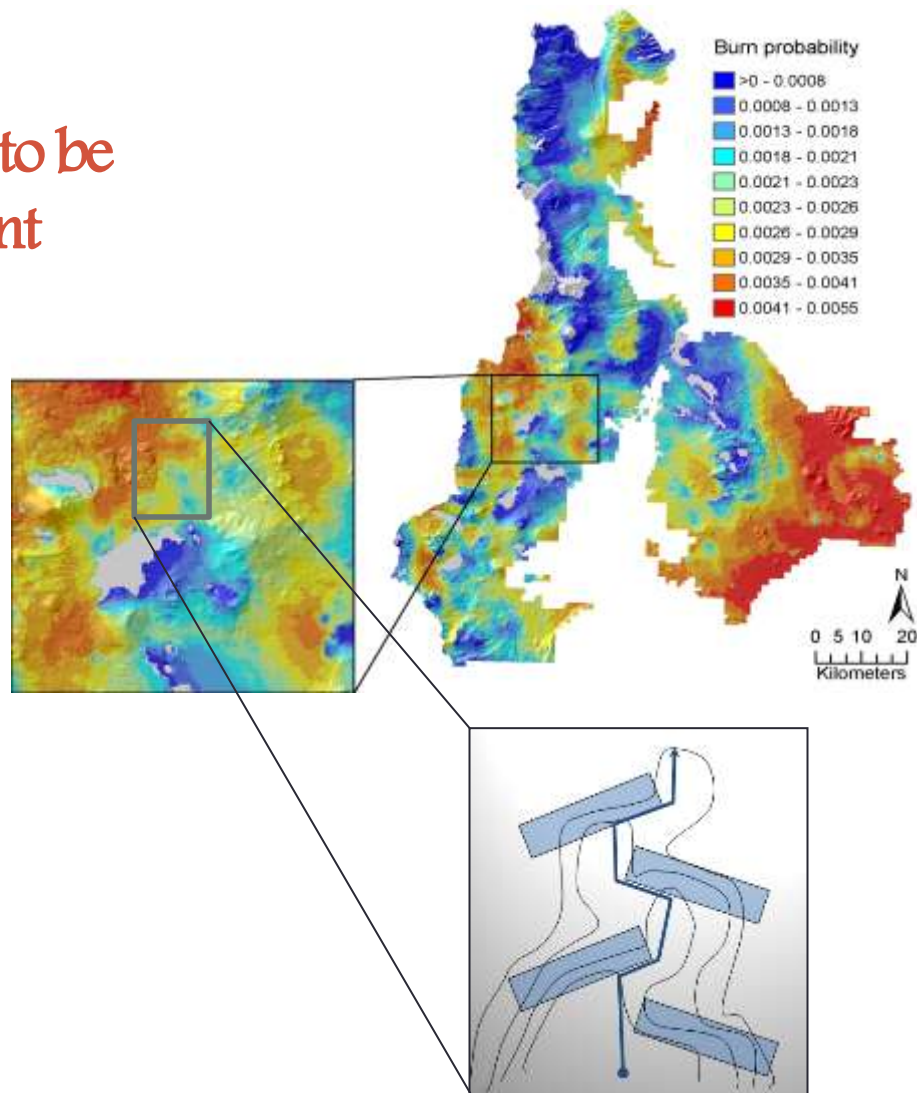 to be
nt
Burn probability
>0 - 0.0008
0.0008 - 0.0013
0.0013 - 0.0018
0.0018 - 0.0021
0.0021 - 0.0023
0.0023 - 0.0026
0.0026 - 0.0029
0.0029 - 0.0035
0.0035 - 0.0041
0.0041 - 0.0055
N
0 5 10 20
Kilometers